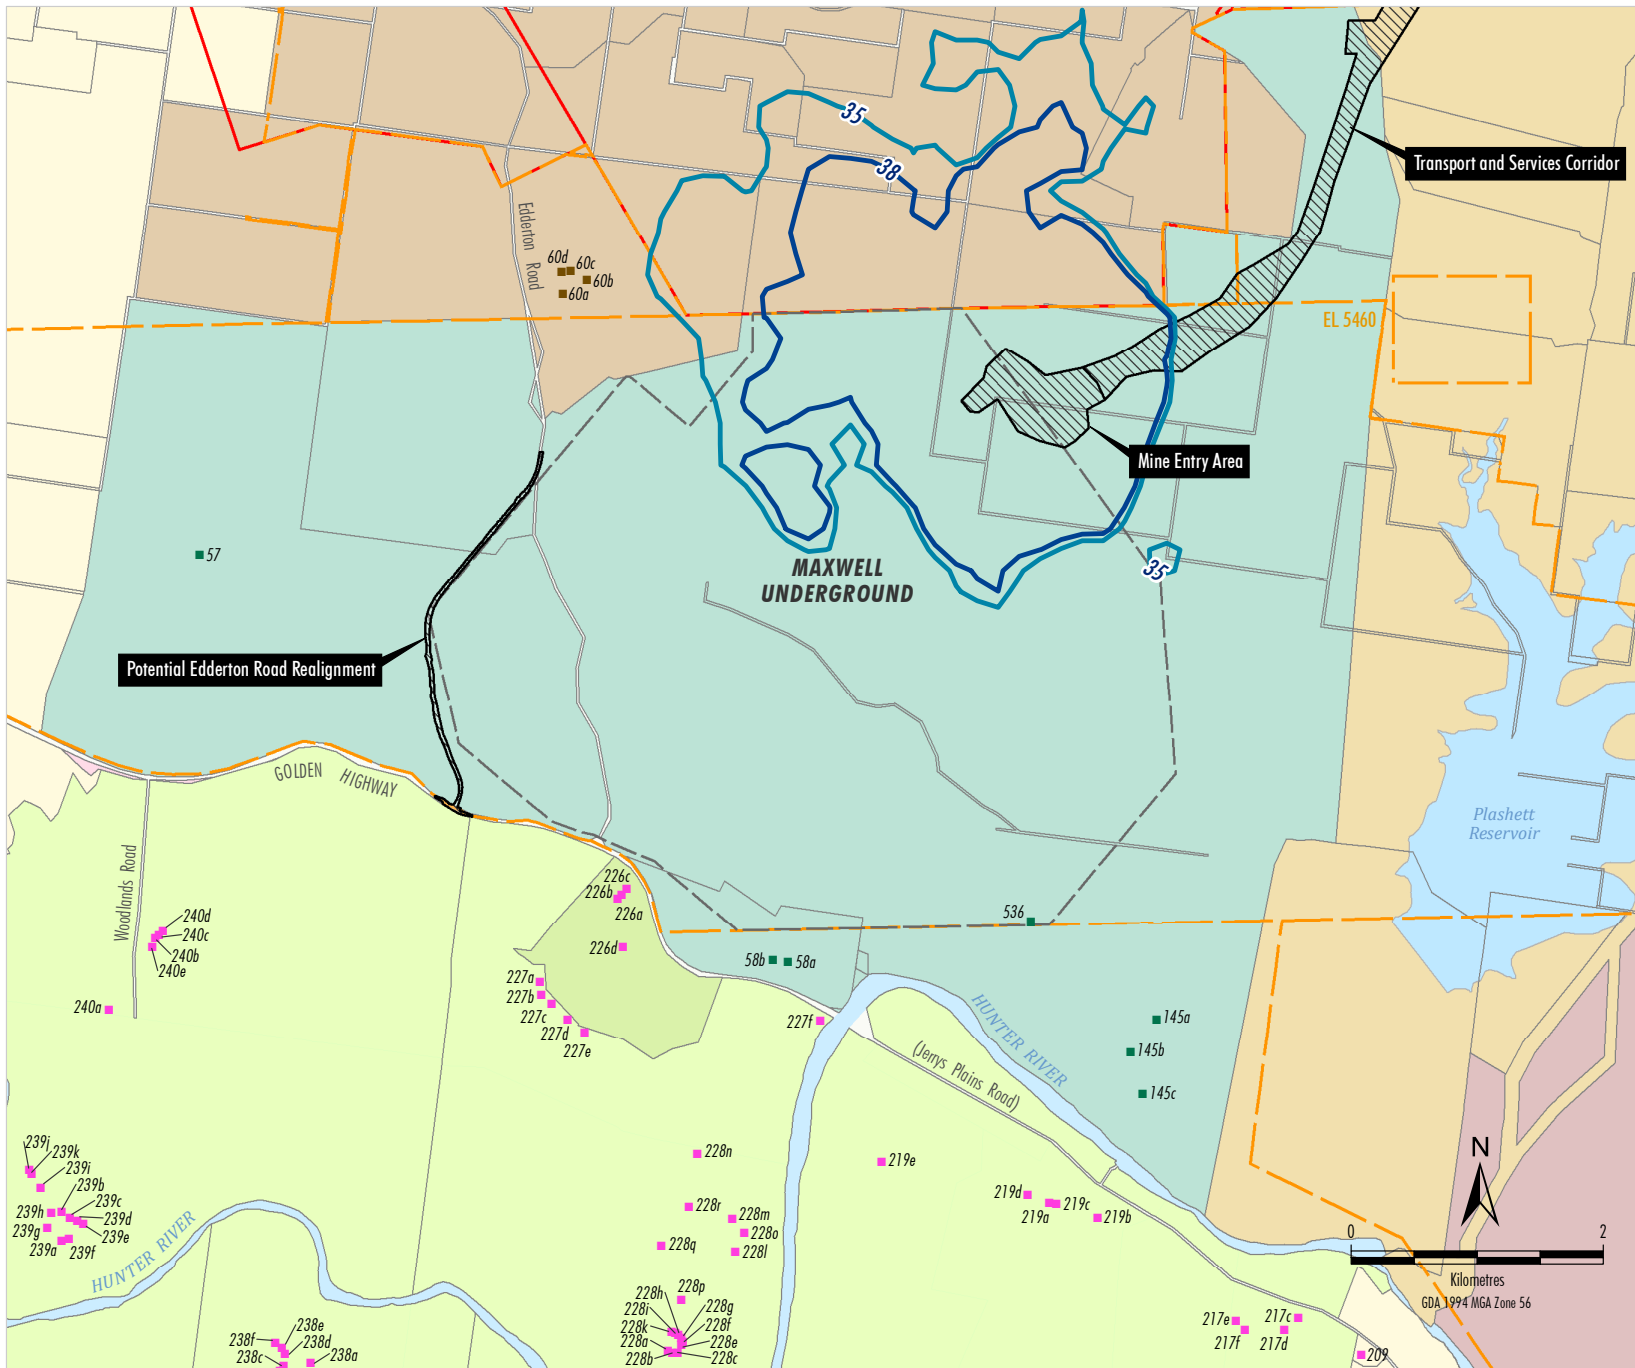 35
38
Transport and Services Corridor
Edderton Road
60d
60c
60b
60a
EL 5460
Mine Entry Area
57
MAXWELL
UNDERGROUND
35
Potential Edderton Road Realignment
GOLDEN HIGHWAY
Plashett
Reservoir
Woodlands Road
226c
226b
226a
226d
240d
240c
240b
240e
240a
536
58b
58a
227a
227b
227c
227d
227e
227f
HUNTER RIVER
145a
145b
145c
(Jerrys Plains Road)
239j
239k
239i
239b
239c
239d
239e
239h
239g
239a
239f
HUNTER RIVER
228n
228r
228m
228o
228l
228q
219e
219d
219c
219a
219b
N
0
2
Kilometres
GDA 1994 MGA Zone 56
228p
228h
228g
228i
228f
228k
228e
228a
228c
228b
238e
238f
238d
238a
238c
217e
217c
217f
217d
209